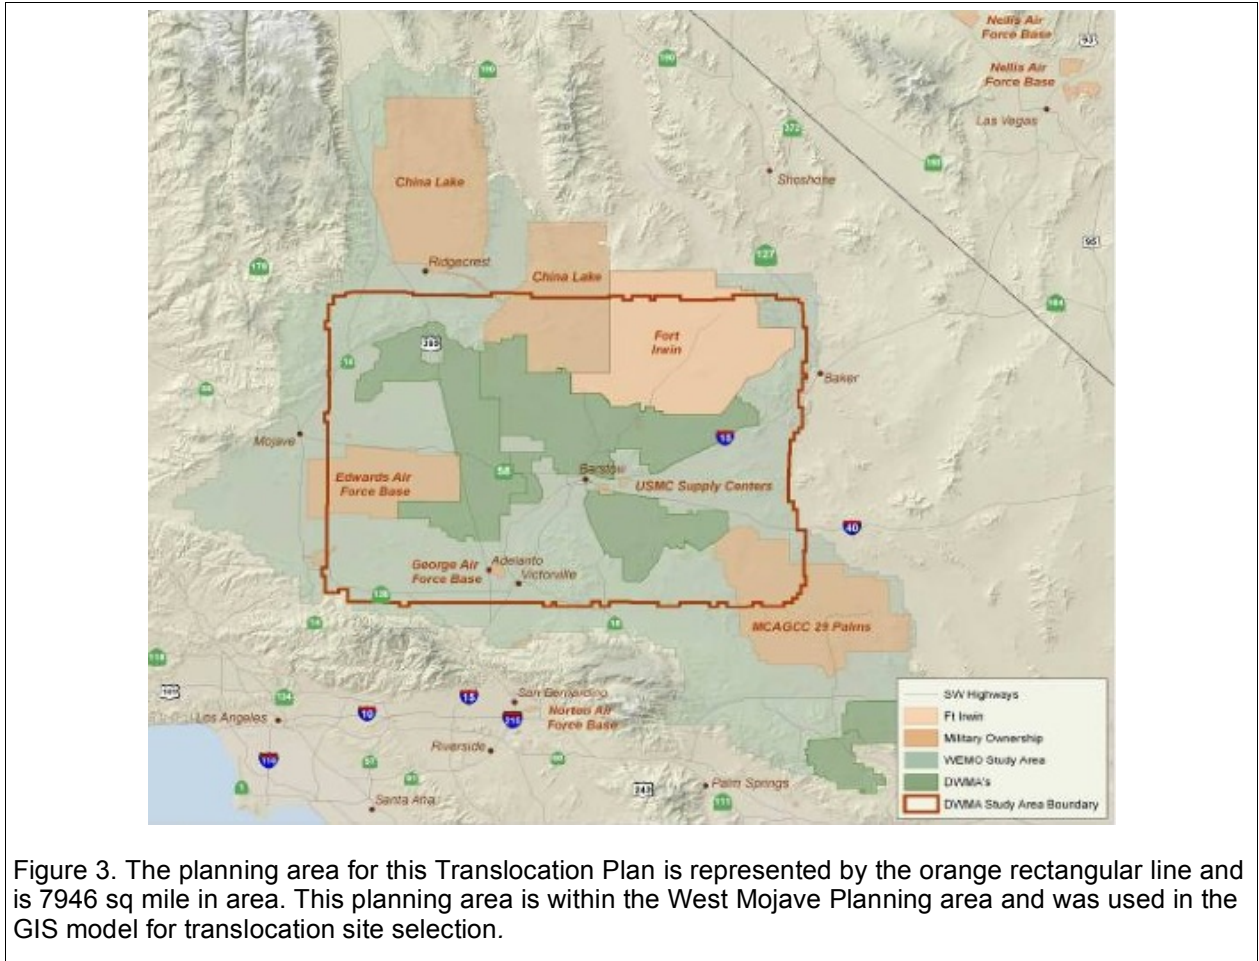 Nellis Air
Force Base
93
Nellis Air
Force Base
Las Vegas
190
190
373
160
Shoshone
95
127
164
China Lake
Ridgecrest
178
China Lake
Fort
Irwin
395
14
Baker
58
Mojave
15
Barstow
Edwards Air
Force Base
58
USMC Supply Centers
40
George Air
Force Base
Adelanto
Victorville
138
14
18
MCAGCC 29 Palms
118
101
134
Los Angeles
10
15
San Bernardino
215
Norton Air
Force Base
Riverside
57
91
60
110
1
Santa Ana
243
Palm Springs
111
SW Highways
Ft Irwin
Military Ownership
WEMO Study Area
DWMA's
DWMA Study Area Boundary
Figure 3. The planning area for this Translocation Plan is represented by the orange rectangular line and
is 7946 sq mile in area. This planning area is within the West Mojave Planning area and was used in the
GIS model for translocation site selection.